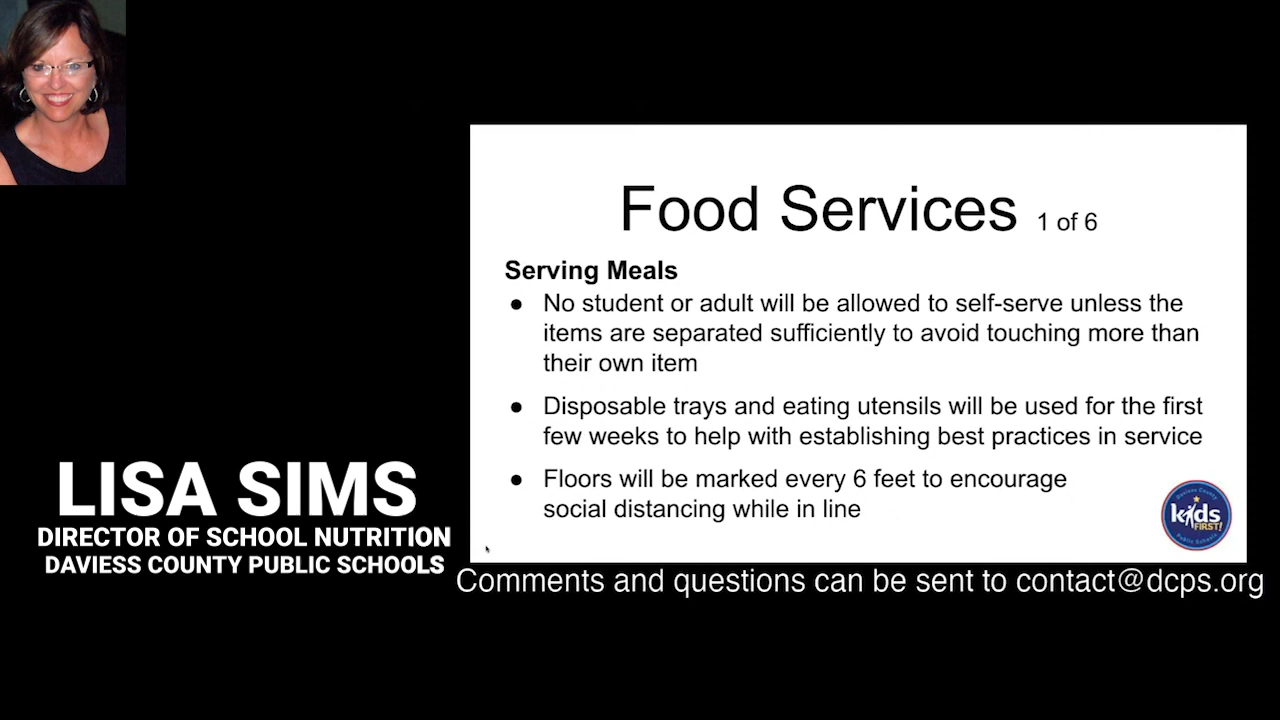 Food Services 1 of 6
Serving Meals
● No student or adult will be allowed to self-serve unless the
items are separated sufficiently to avoid touching more than
their own item
● Disposable trays and eating utensils will be used for the first
few weeks to help with establishing best practices in service
● Floors will be marked every 6 feet to encourage
social distancing while in line
Daviess County
kids
FIRST!
Public Schools
LISA SIMS
DIRECTOR OF SCHOOL NUTRITION
DAVIESS COUNTY PUBLIC SCHOOLS
Comments and questions can be sent to contact@dcps.org